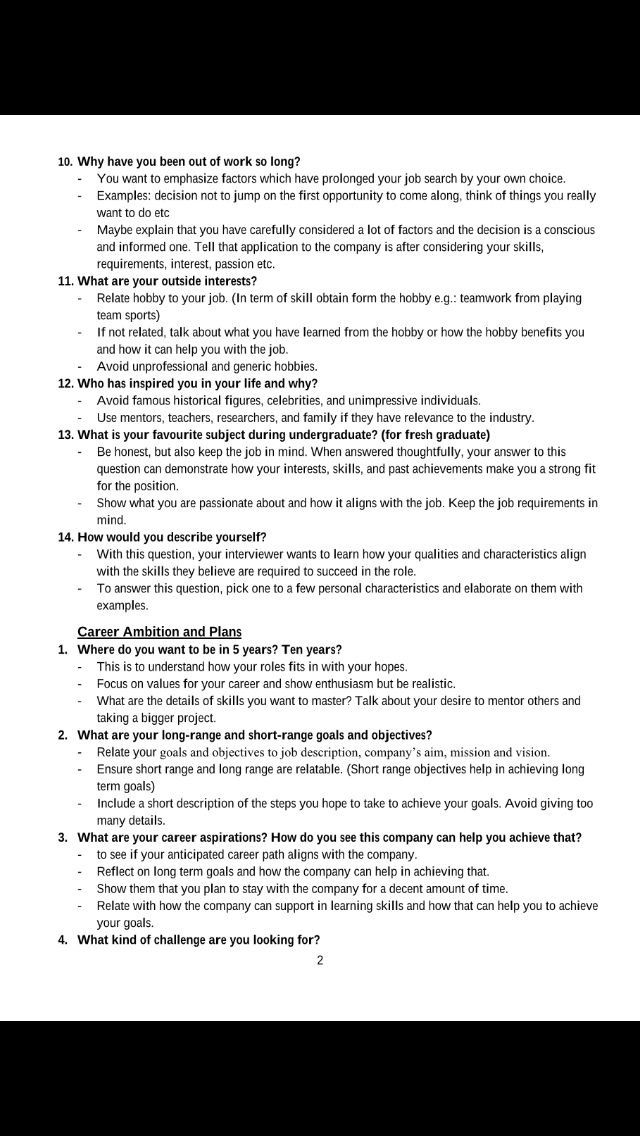 10. Why have you been out of work so long?
- You want to emphasize factors which have prolonged your job search by your own choice.
- Examples: decision not to jump on the first opportunity to come along, think of things you really
want to do etc
- Maybe explain that you have carefully considered a lot of factors and the decision is a conscious
and informed one. Tell that application to the company is after considering your skills,
requirements, interest, passion etc.
11. What are your outside interests?
- Relate hobby to your job. (In term of skill obtain form the hobby e.g.: teamwork from playing
team sports)
- If not related, talk about what you have learned from the hobby or how the hobby benefits you
and how it can help you with the job.
- Avoid unprofessional and generic hobbies.
12. Who has inspired you in your life and why?
- Avoid famous historical figures, celebrities, and unimpressive individuals.
- Use mentors, teachers, researchers, and family if they have relevance to the industry.
13. What is your favourite subject during undergraduate? (for fresh graduate)
- Be honest, but also keep the job in mind. When answered thoughtfully, your answer to this
question can demonstrate how your interests, skills, and past achievements make you a strong fit
for the position.
- Show what you are passionate about and how it aligns with the job. Keep the job requirements in
mind.
14. How would you describe yourself?
- With this question, your interviewer wants to learn how your qualities and characteristics align
with the skills they believe are required to succeed in the role.
- To answer this question, pick one to a few personal characteristics and elaborate on them with
examples.
Career Ambition and Plans
1. Where do you want to be in 5 years? Ten years?
- This is to understand how your roles fits in with your hopes.
- Focus on values for your career and show enthusiasm but be realistic.
- What are the details of skills you want to master? Talk about your desire to mentor others and
taking a bigger project.
2. What are your long-range and short-range goals and objectives?
- Relate your goals and objectives to job description, company's aim, mission and vision.
- Ensure short range and long range are relatable. (Short range objectives help in achieving long
term goals)
- Include a short description of the steps you hope to take to achieve your goals. Avoid giving too
many details.
3. What are your career aspirations? How do you see this company can help you achieve that?
- to see if your anticipated career path aligns with the company.
- Reflect on long term goals and how the company can help in achieving that.
- Show them that you plan to stay with the company for a decent amount of time.
- Relate with how the company can support in learning skills and how that can help you to achieve
your goals.
4. What kind of challenge are you looking for?
2